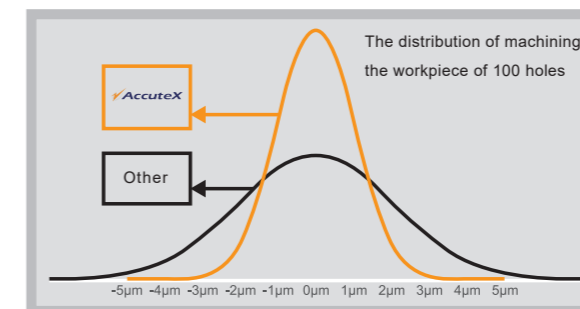 The distribution of machining
the workpiece of 100 holes
AccuteX
Other
-5μm -4μm -3μm -2μm -1μm 0μm 1μm 2μm 3μm 4μm 5μm